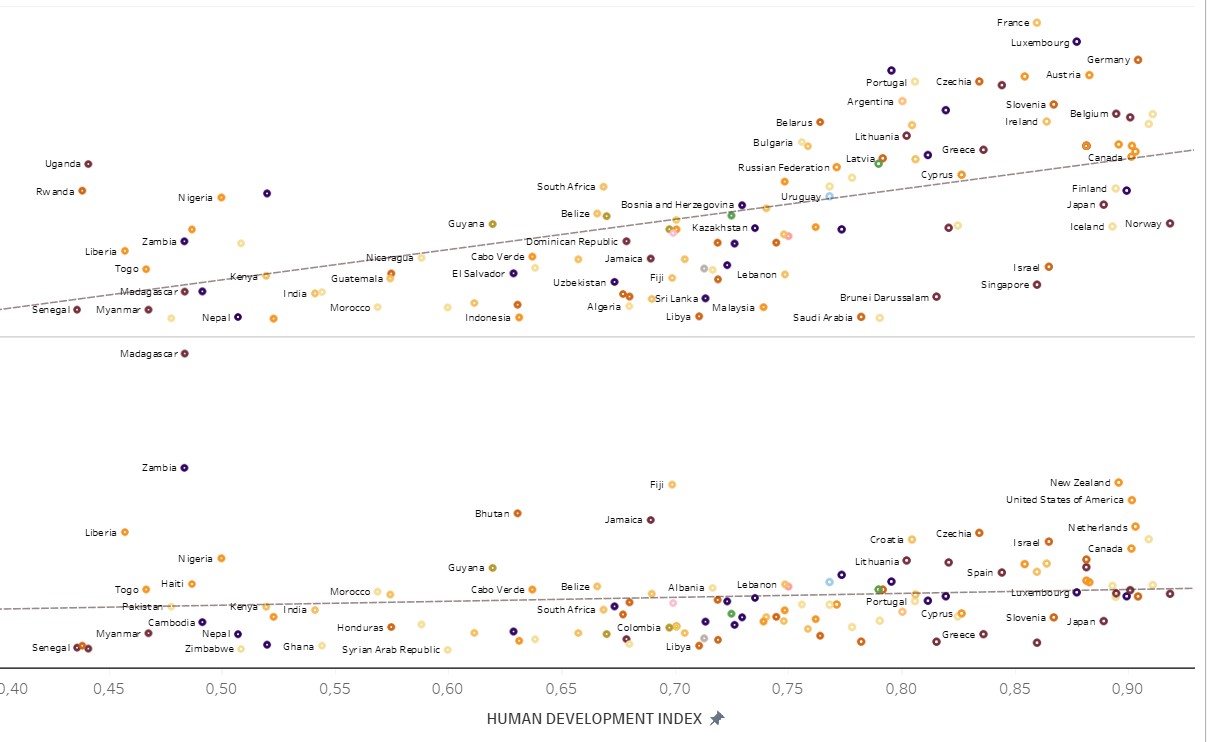 France
Luxembourg
Germany
Portugal
Czechia
Austria
Argentina
Slovenia
Belgium
Belarus
Ireland
Bulgaria
Lithuania
Greece
Latvia
Canada
Uganda
Russian Federation
Cyprus
Rwanda
Nigeria
South Africa
Uruguay
Finland
Belize
Bosnia and Herzegovina
Japan
Guyana
Kazakhstan
Iceland
Norway
Zambia
Dominican Republic
Liberia
Nicaragua
Cabo Verde
Jamaica
Togo
Kenya
Guatemala
El Salvador
Fiji
Lebanon
Israel
Madagascar
India
Uzbekistan
Singapore
Sri Lanka
Brunei Darussalam
Senegal
Myanmar
Morocco
Algeria
Malaysia
Nepal
Indonesia
Libya
Saudi Arabia
Madagascar
Zambia
Fiji
New Zealand
United States of America
Bhutan
Jamaica
Netherlands
Liberia
Croatia
Czechia
Israel
Canada
Nigeria
Lithuania
Guyana
Spain
Togo
Haiti
Morocco
Cabo Verde
Belize
Albania
Lebanon
Luxembourg
Pakistan
Kenya
India
South Africa
Portugal
Cyprus
Slovenia
Japan
Cambodia
Honduras
Colombia
Myanmar
Nepal
Greece
Senegal
Zimbabwe
Ghana
Syrian Arab Republic
Libya
0,40 0,45 0,50 0,55 0,60 0,65 0,70 0,75 0,80 0,85 0,90
HUMAN DEVELOPMENT INDEX